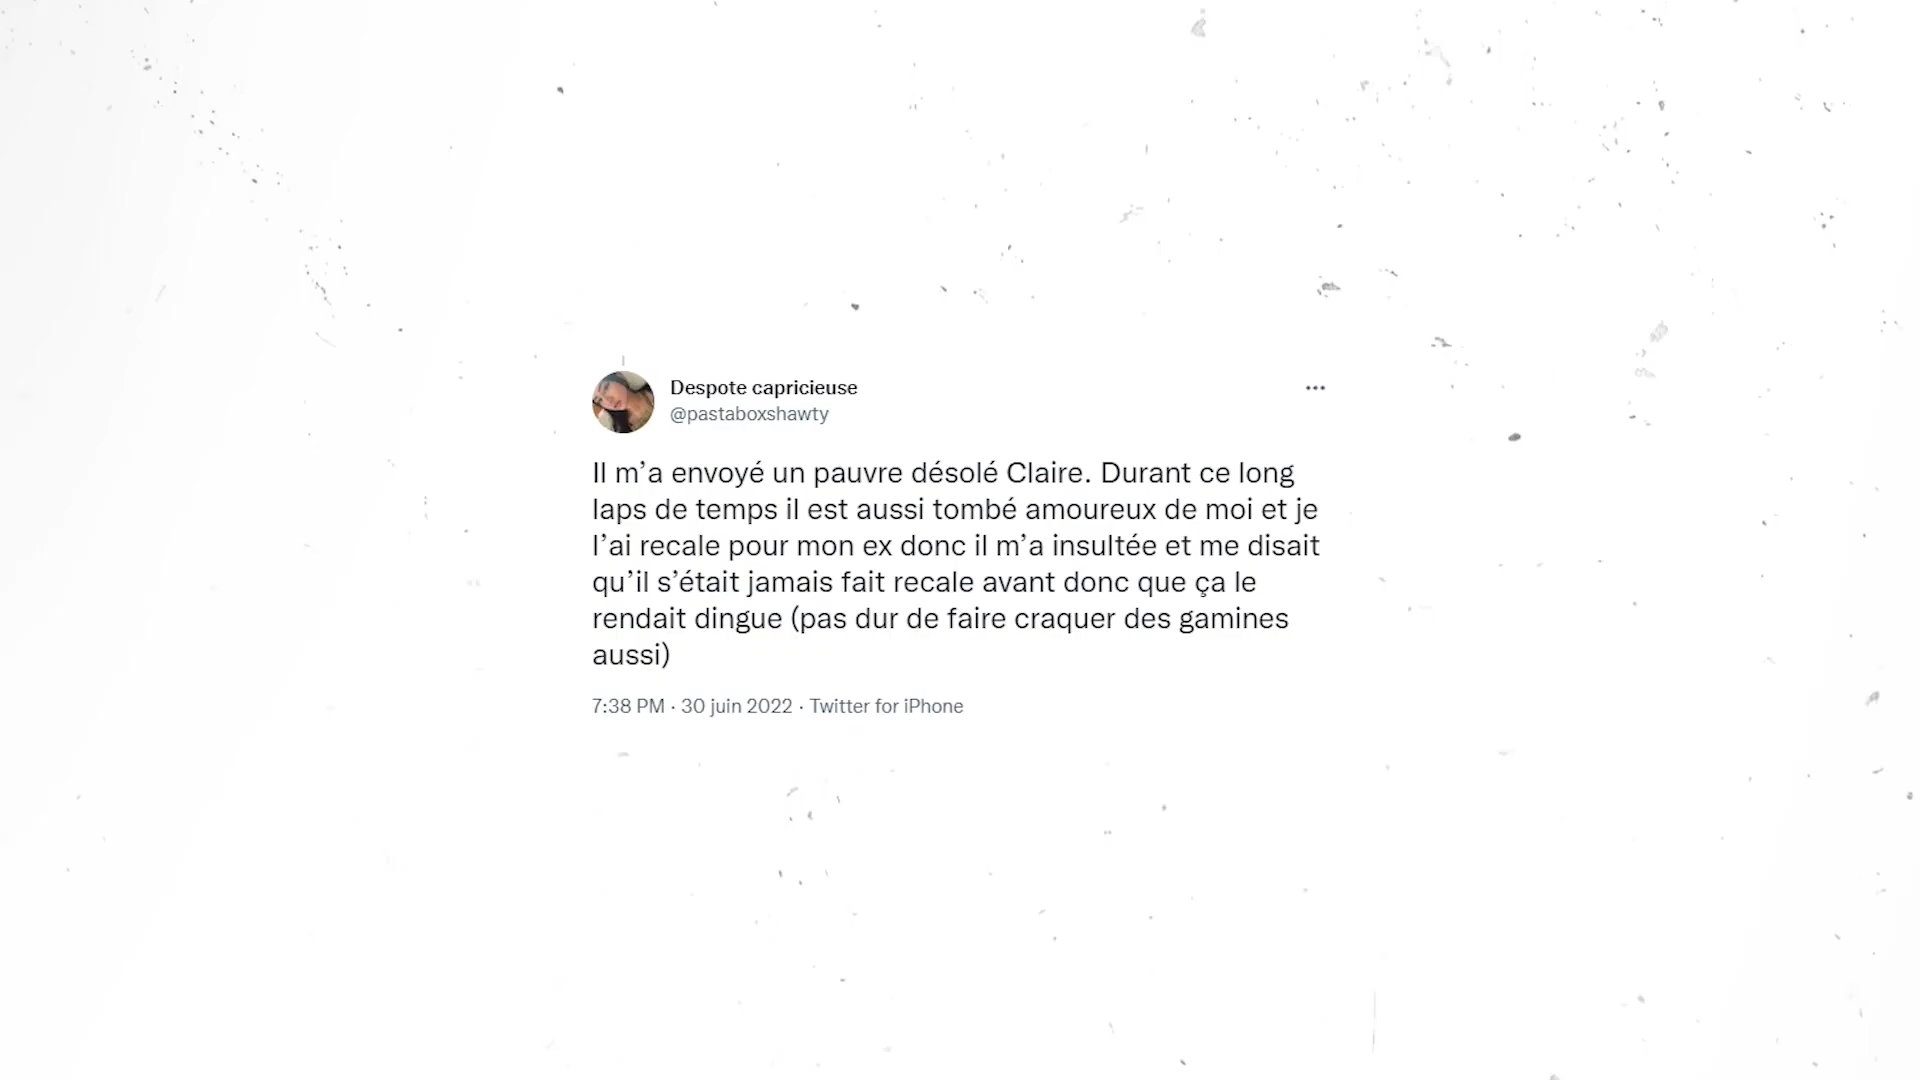 Despote capricieuse
@pastaboxshawty
Il m’a envoyé un pauvre désolé Claire. Durant ce long
laps de temps il est aussi tombé amoureux de moi et je
l’ai recale pour mon ex donc il m’a insultée et me disait
qu’il s’était jamais fait recale avant donc que ça le
rendait dingue (pas dur de faire craquer des gamines
aussi)
7:38 PM · 30 juin 2022 · Twitter for iPhone